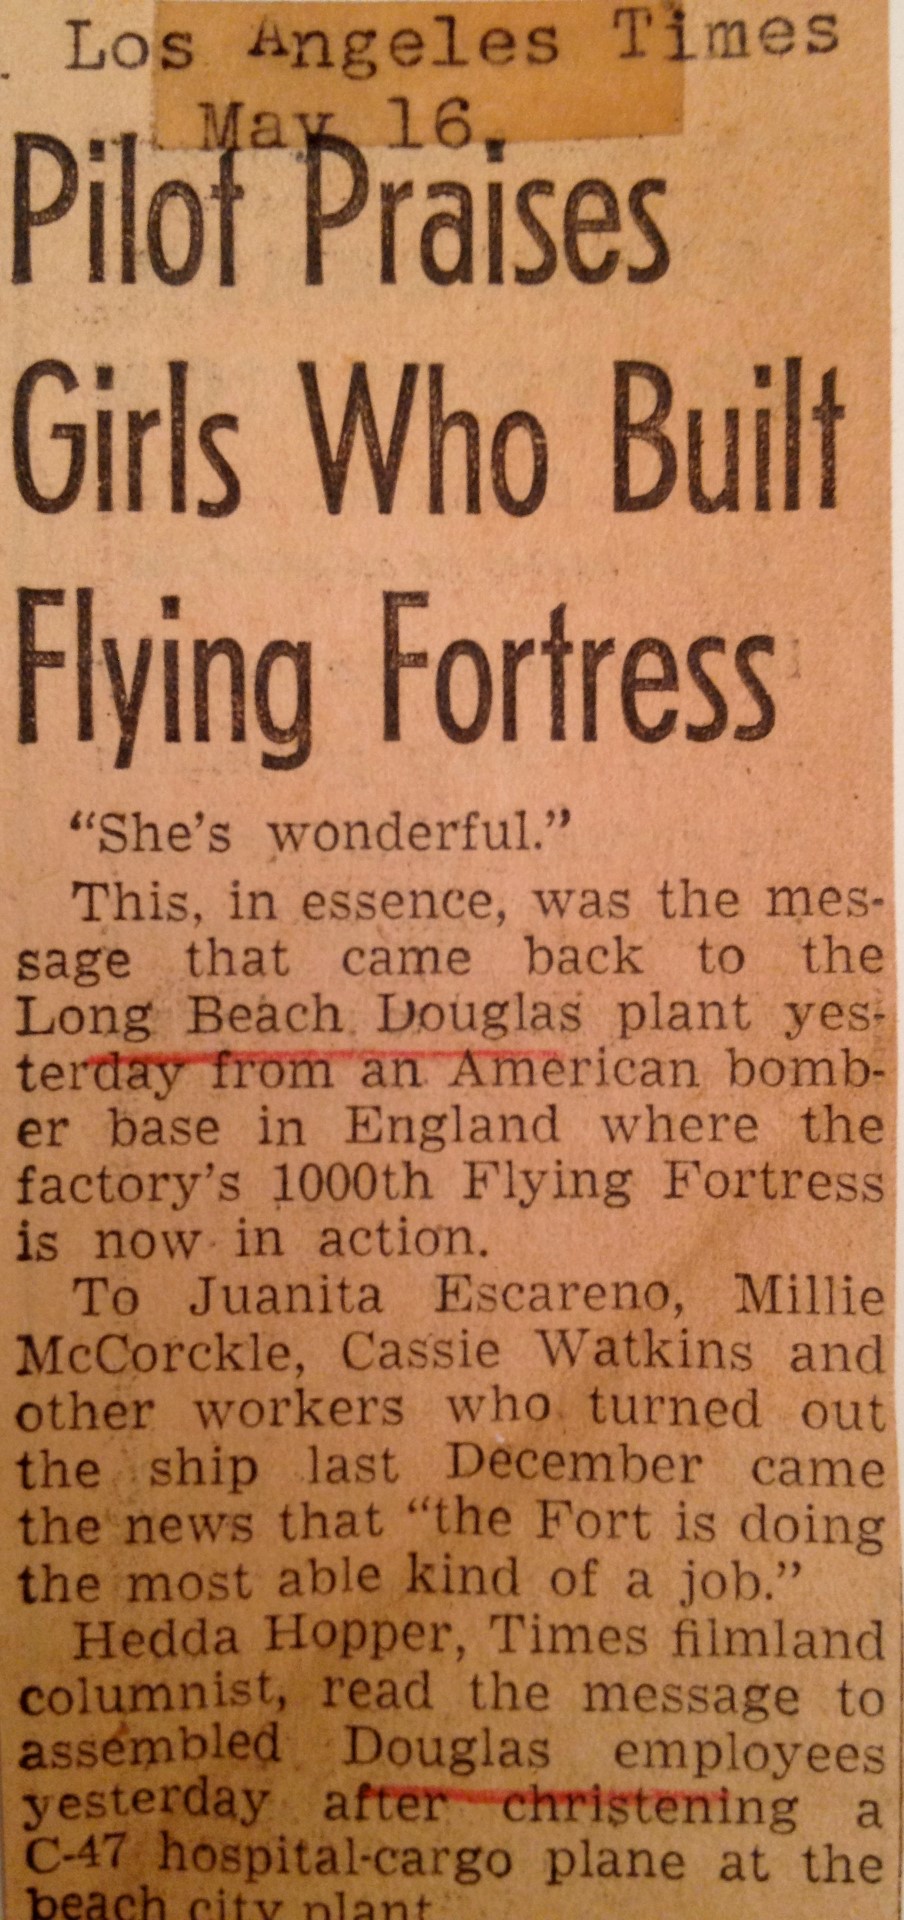 Los Angeles Times
May 16.
Pilot Praises
Girls Who Built
Flying Fortress
“She’s wonderful.”
This, in essence, was the mes-
sage that came back to the
Long Beach Douglas plant yes-
terday from an American bomb-
er base in England where the
factory’s 1000th Flying Fortress
is now in action.
To Juanita Escareno, Millie
McCorckle, Cassie Watkins and
other workers who turned out
the ship last December came
the news that “the Fort is doing
the most able kind of a job.”
Hedda Hopper, Times filmland
columnist, read the message to
assembled Douglas employees
yesterday after christening a
C-47 hospital-cargo plane at the
beach city plant